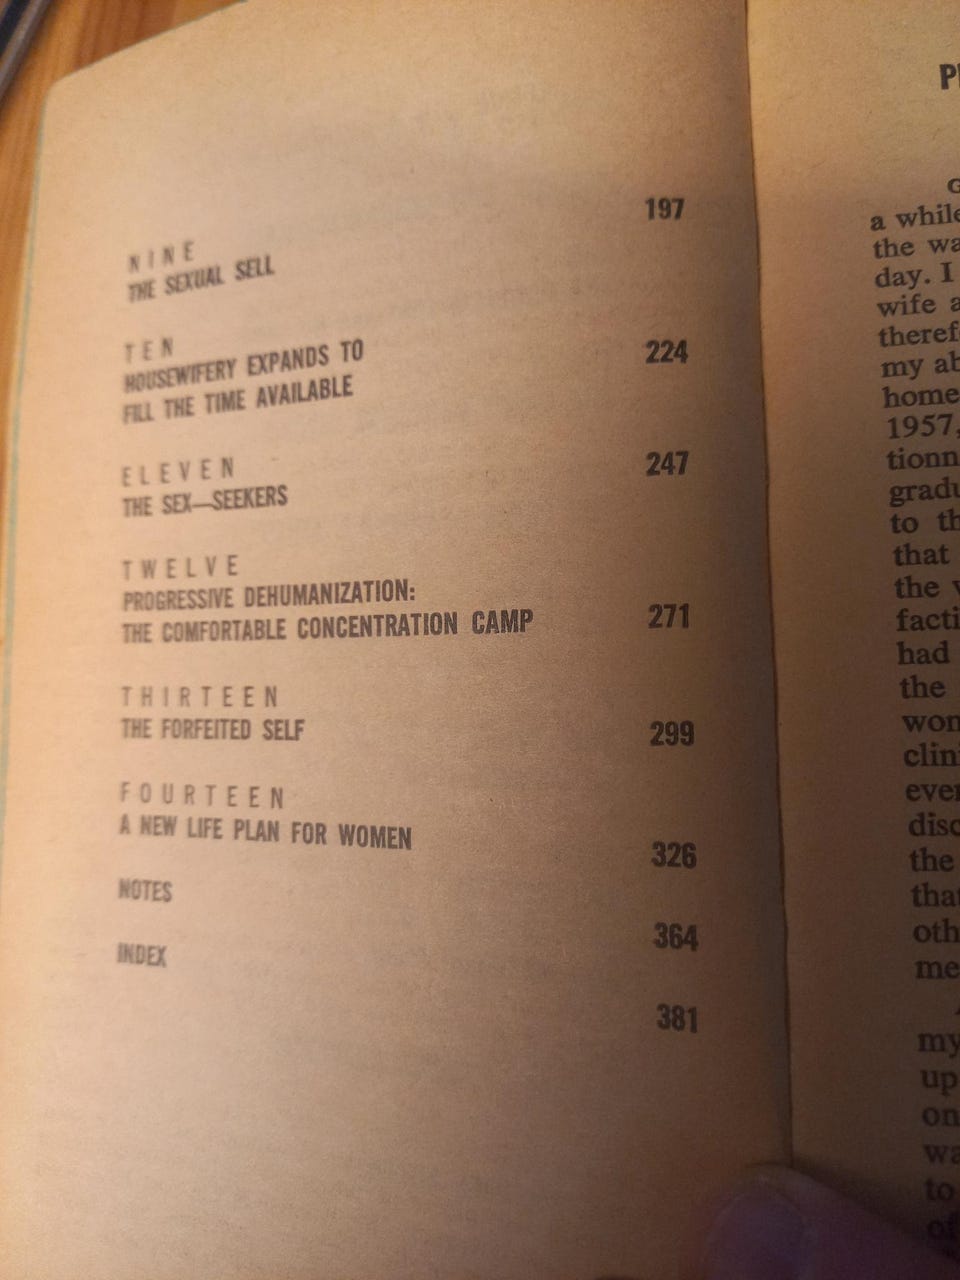 NINE
THE SEXUAL SELL 197
TEN
HOUSEWIFERY EXPANDS TO
FILL THE TIME AVAILABLE 224
ELEVEN
THE SEX—SEEKERS 247
TWELVE
PROGRESSIVE DEHUMANIZATION:
THE COMFORTABLE CONCENTRATION CAMP 271
THIRTEEN
THE FORFEITED SELF 299
FOURTEEN
A NEW LIFE PLAN FOR WOMEN 326
NOTES 364
INDEX 381
a while
the wa
day. I
wife a
theref
my ab
home
1957,
tionn
gradu
to th
that
the
facti
had
the
won
clini
ever
disc
the
that
oth
me
my
up
on
wa
to
of